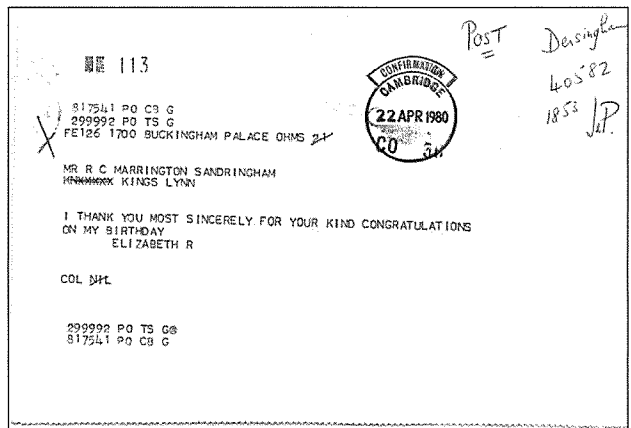 113
POST Dersingham
40582
1853
CONFIRMATION
CAMBRIDGE
22 APR 1980
CO
817541 PO CB G
299992 PO TS G
FE126 1700 BUCKINGHAM PALACE OHMS 21
MR R C MARRINGTON SANDRINGHAM
KINGS LYNN
I THANK YOU MOST SINCERELY FOR YOUR KIND CONGRATULATIONS
ON MY BIRTHDAY
ELIZABETH R
COL NIL
299992 PO TS G@
817541 PO CB G